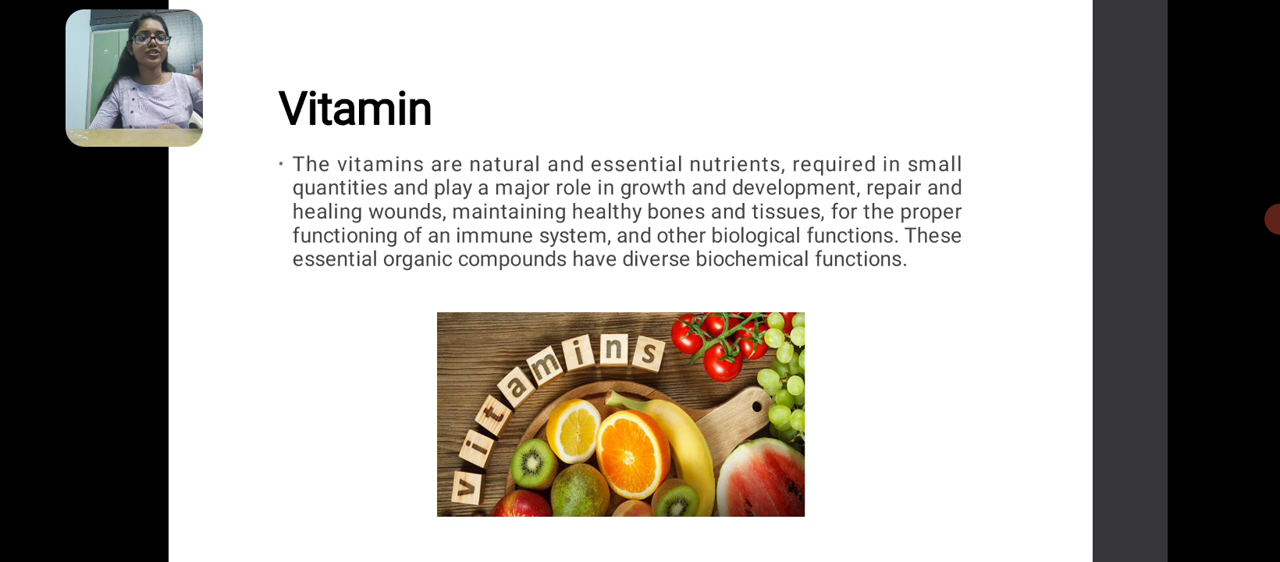 Vitamin
• The vitamins are natural and essential nutrients, required in small
quantities and play a major role in growth and development, repair and
healing wounds, maintaining healthy bones and tissues, for the proper
functioning of an immune system, and other biological functions. These
essential organic compounds have diverse biochemical functions.
vitamins